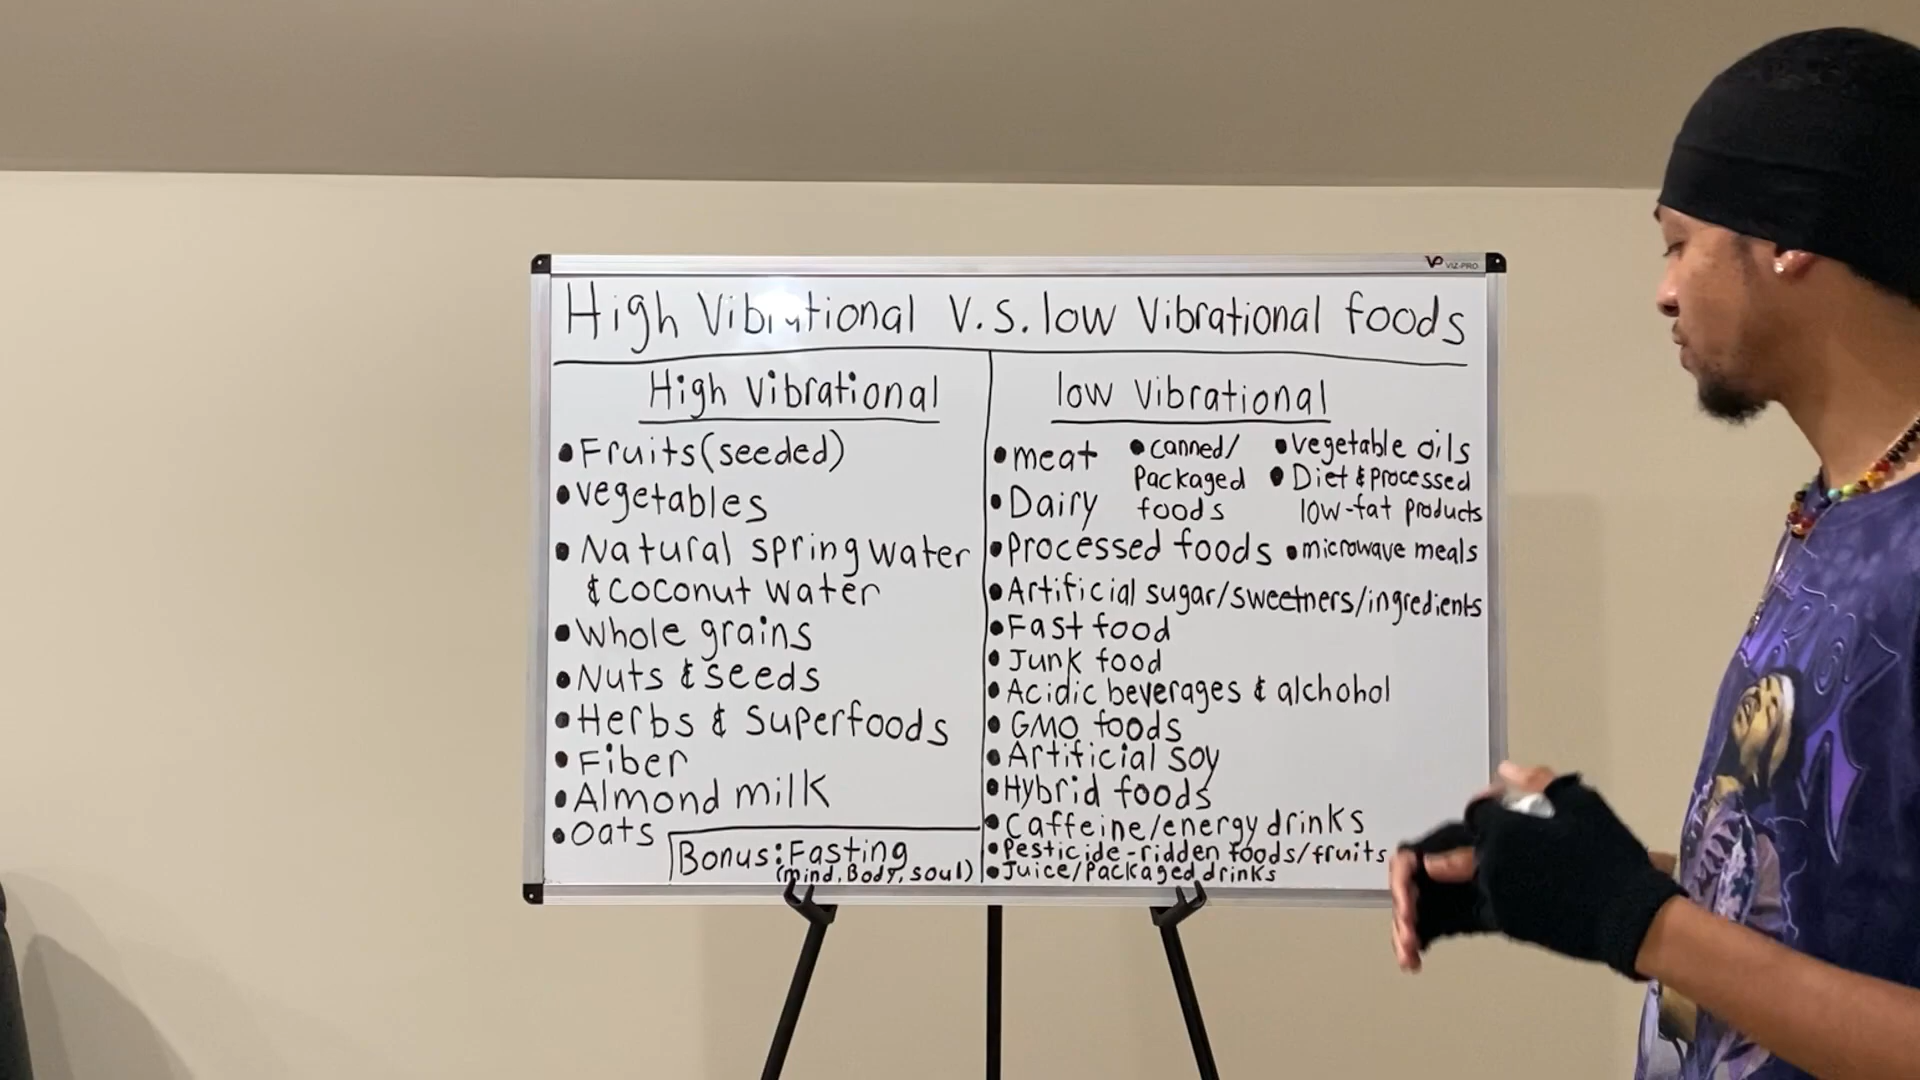 VIZ-PRO
High Vibrational V.S. low Vibrational foods
High Vibrational
•Fruits(seeded)
•vegetables
•Natural spring water
& coconut water
•Whole grains
•Nuts & seeds
•Herbs & Superfoods
•Fiber
•Almond milk
•Oats
Bonus: Fasting
(mind, Body, soul)
low Vibrational
•meat
•Dairy
•canned/
Packaged
foods
•vegetable oils
•Diet & processed
low-fat products
•Processed foods •microwave meals
•Artificial sugar/sweetners/ingredients
•Fast food
•Junk food
•Acidic beverages & alchohol
•GMO foods
•Artificial soy
•Hybrid foods
•Caffeine/energy drinks
•Pesticide-ridden foods/fruits
•Juice/Packaged drinks